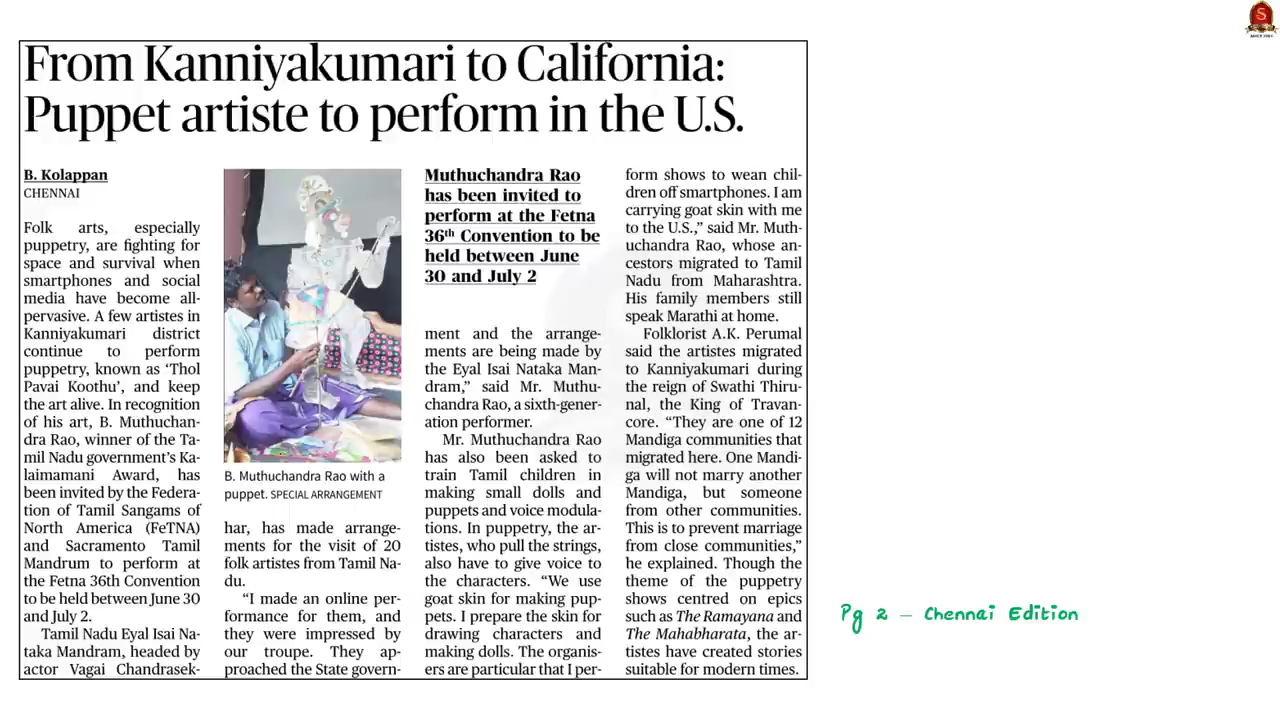 From Kanniyakumari to California:
Puppet artiste to perform in the U.S.
B. Kolappan
CHENNAI
Folk arts, especially
puppetry, are fighting for
space and survival when
smartphones and social
media have become all-
pervasive. A few artistes in
Kanniyakumari district
continue to perform
puppetry, known as ‘Thol
Pavai Koothu’, and keep
the art alive. In recognition
of his art, B. Muthuchan-
dra Rao, winner of the Ta-
mil Nadu government’s Ka-
laimamani Award, has
been invited by the Federa-
tion of Tamil Sangams of
North America (FeTNA)
and Sacramento Tamil
Mandrum to perform at
the Fetna 36th Convention
to be held between June 30
and July 2.
Tamil Nadu Eyal Isai Na-
taka Mandram, headed by
actor Vagai Chandrasek-
B. Muthuchandra Rao with a
puppet. SPECIAL ARRANGEMENT
har, has made arrange-
ments for the visit of 20
folk artistes from Tamil Na-
du.
“I made an online per-
formance for them, and
they were impressed by
our troupe. They ap-
proached the State govern-
Muthuchandra Rao
has been invited to
perform at the Fetna
36th Convention to be
held between June
30 and July 2
ment and the arrange-
ments are being made by
the Eyal Isai Nataka Man-
dram,” said Mr. Muthu-
chandra Rao, a sixth-gener-
ation performer.
Mr. Muthuchandra Rao
has also been asked to
train Tamil children in
making small dolls and
puppets and voice modula-
tions. In puppetry, the ar-
tistes, who pull the strings,
also have to give voice to
the characters. “We use
goat skin for making pup-
pets. I prepare the skin for
drawing characters and
making dolls. The organis-
ers are particular that I per-
form shows to wean chil-
dren off smartphones. I am
carrying goat skin with me
to the U.S.,” said Mr. Muth-
uchandra Rao, whose an-
cestors migrated to Tamil
Nadu from Maharashtra.
His family members still
speak Marathi at home.
Folklorist A.K. Perumal
said the artistes migrated
to Kanniyakumari during
the reign of Swathi Thiru-
nal, the King of Travan-
core. “They are one of 12
Mandiga communities that
migrated here. One Mandi-
ga will not marry another
Mandiga, but someone
from other communities.
This is to prevent marriage
from close communities,”
he explained. Though the
theme of the puppetry
shows centred on epics
such as The Ramayana and
The Mahabharata, the ar-
tistes have created stories
suitable for modern times.
Pg 2 – Chennai Edition